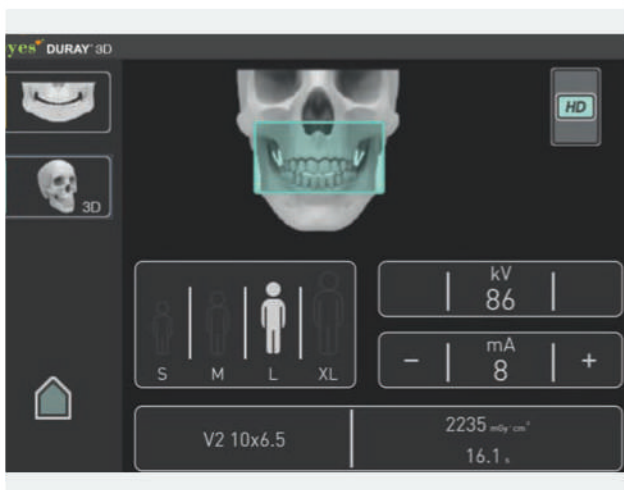 yes DURAY 3D
HD
3D
kV
86
S M L XL
- mA +
8
V2 10x6.5
2235 mGy·cm²
16.1 s